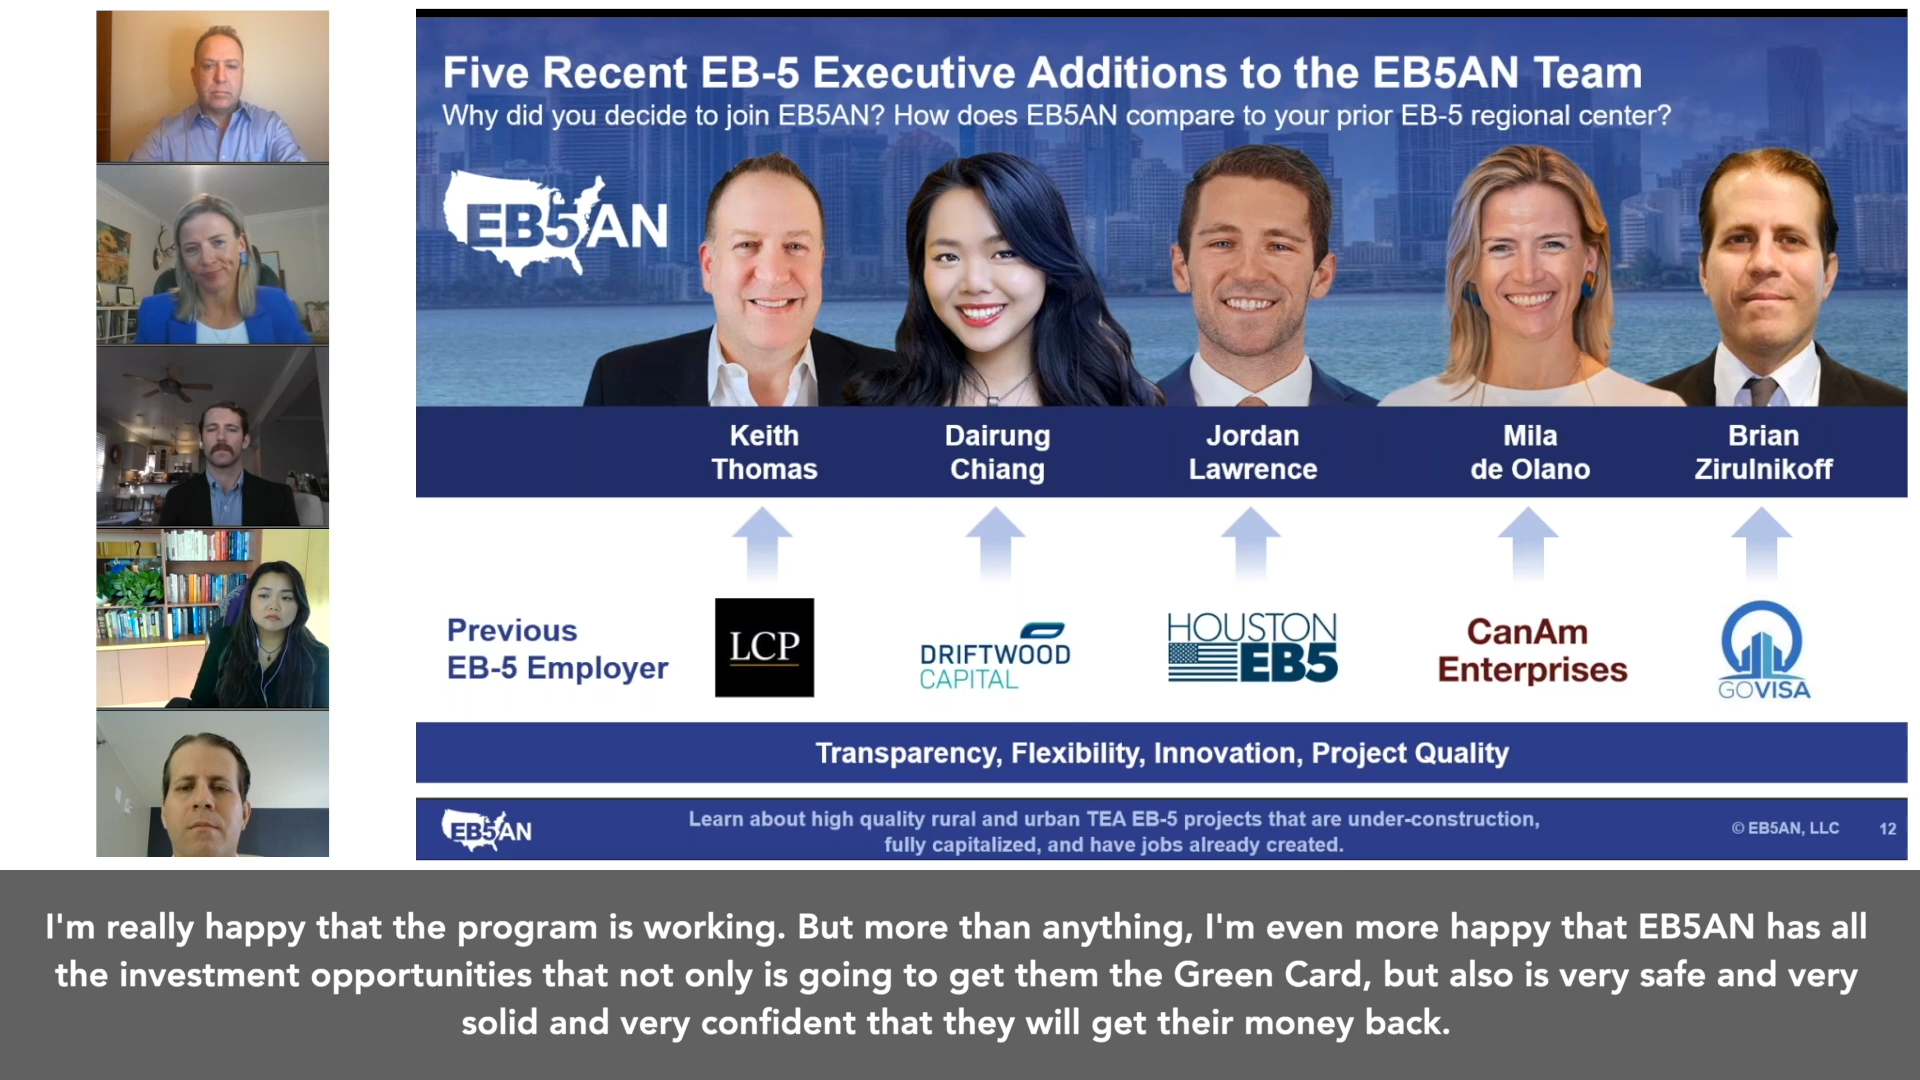 Five Recent EB-5 Executive Additions to the EB5AN Team
Why did you decide to join EB5AN? How does EB5AN compare to your prior EB-5 regional center?
EB5AN
Keith
Thomas
Dairung
Chiang
Jordan
Lawrence
Mila
de Olano
Brian
Zirulnikoff
Previous
EB-5 Employer
LCP
DRIFTWOOD
CAPITAL
HOUSTON
EB5
CanAm
Enterprises
GOVISA
Transparency, Flexibility, Innovation, Project Quality
EB5AN
Learn about high quality rural and urban TEA EB-5 projects that are under-construction,
fully capitalized, and have jobs already created.
© EB5AN, LLC 12
I'm really happy that the program is working. But more than anything, I'm even more happy that EB5AN has all
the investment opportunities that not only is going to get them the Green Card, but also is very safe and very
solid and very confident that they will get their money back.